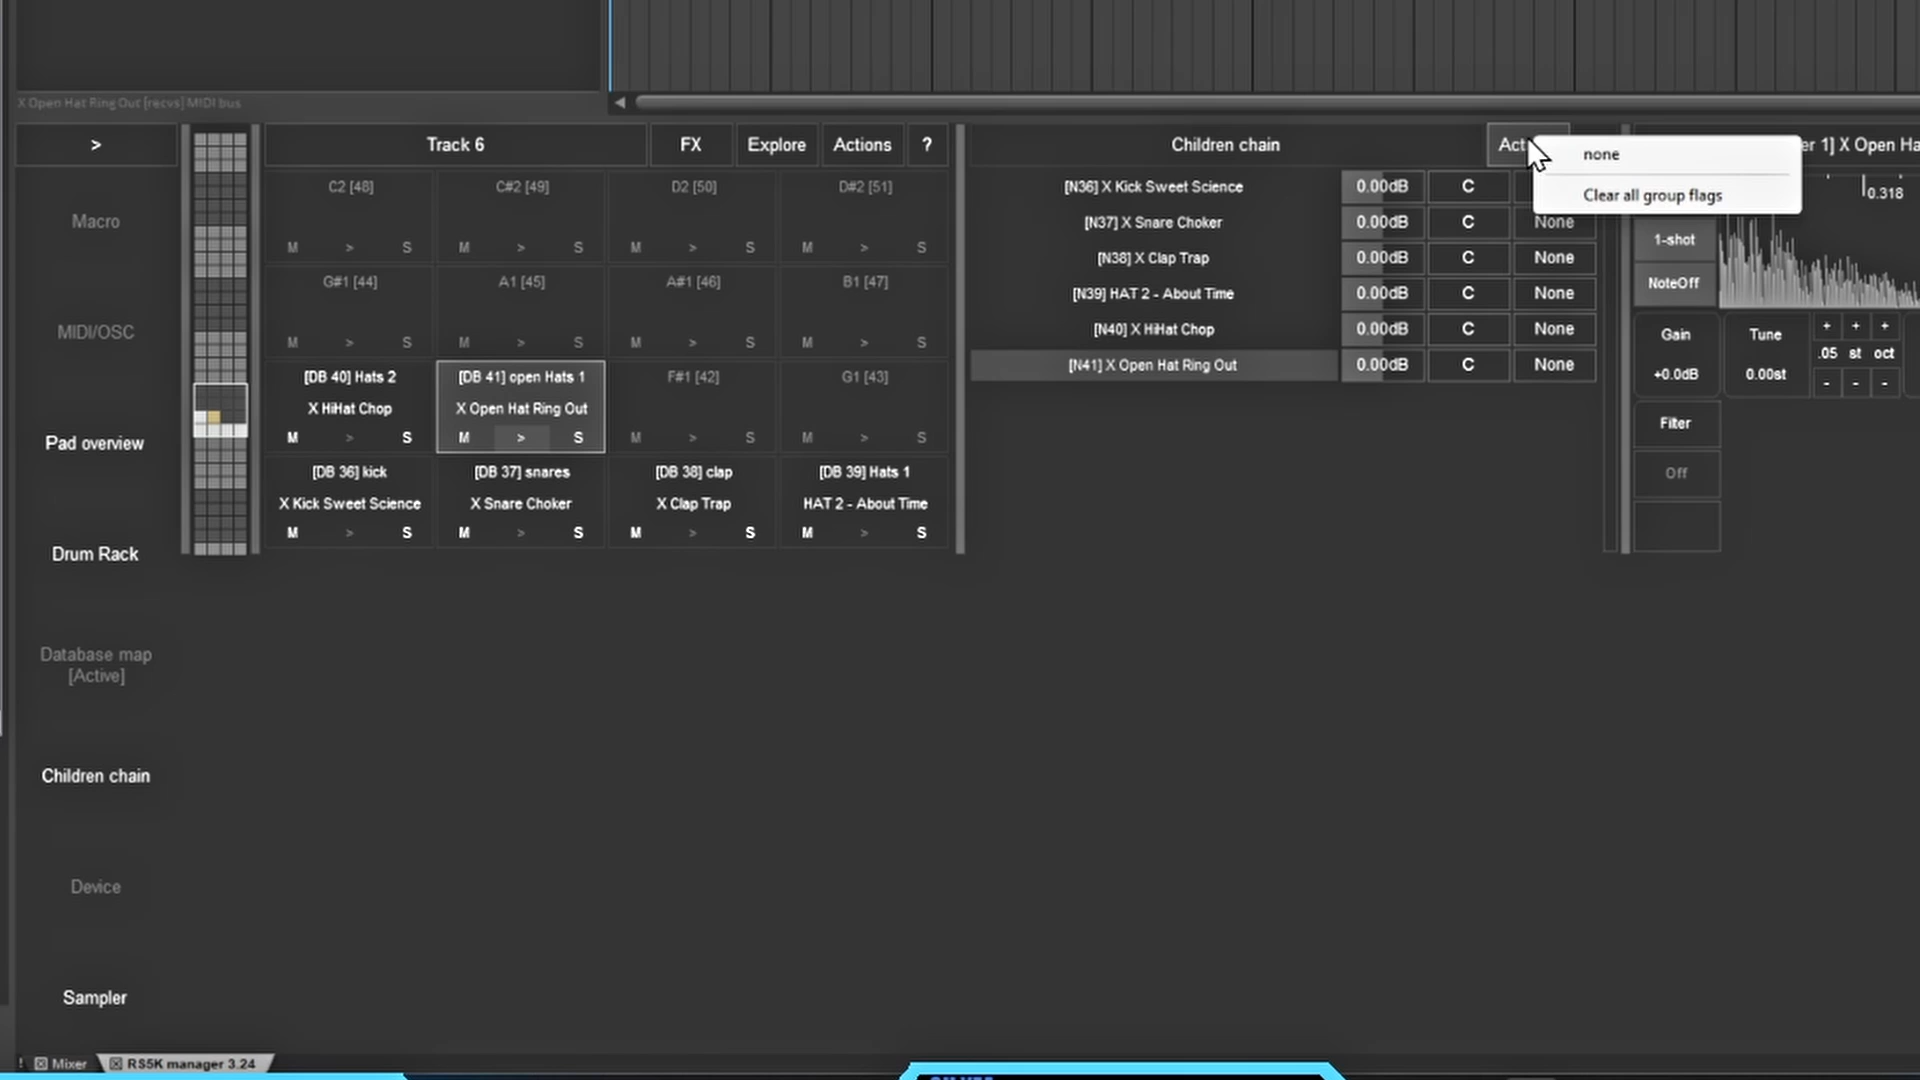 X Open Hat Ring Out [recvs] MIDI bus
>
Track 6
FX
Explore
Actions
?
Children chain
none
Clear all group flags
er 1] X Open Ha
0.318
Macro
MIDI/OSC
Pad overview
Drum Rack
Database map
[Active]
Children chain
Device
Sampler
C2 [48]
C#2 [49]
D2 [50]
D#2 [51]
M > S
M > S
M > S
M > S
G#1 [44]
A1 [45]
A#1 [46]
B1 [47]
M > S
M > S
M > S
M > S
[DB 40] Hats 2
X HiHat Chop
M > S
[DB 41] open Hats 1
X Open Hat Ring Out
M > S
F#1 [42]
M > S
G1 [43]
M > S
[DB 36] kick
X Kick Sweet Science
M > S
[DB 37] snares
X Snare Choker
M > S
[DB 38] clap
X Clap Trap
M > S
[DB 39] Hats 1
HAT 2 - About Time
M > S
[N36] X Kick Sweet Science 0.00dB C
[N37] X Snare Choker 0.00dB C None
[N38] X Clap Trap 0.00dB C None
[N39] HAT 2 - About Time 0.00dB C None
[N40] X HiHat Chop 0.00dB C None
[N41] X Open Hat Ring Out 0.00dB C None
1-shot
NoteOff
Gain
+0.0dB
Tune
0.00st
+ + +
.05 st oct
- - -
Filter
Off
! Mixer
RS5K manager 3.24